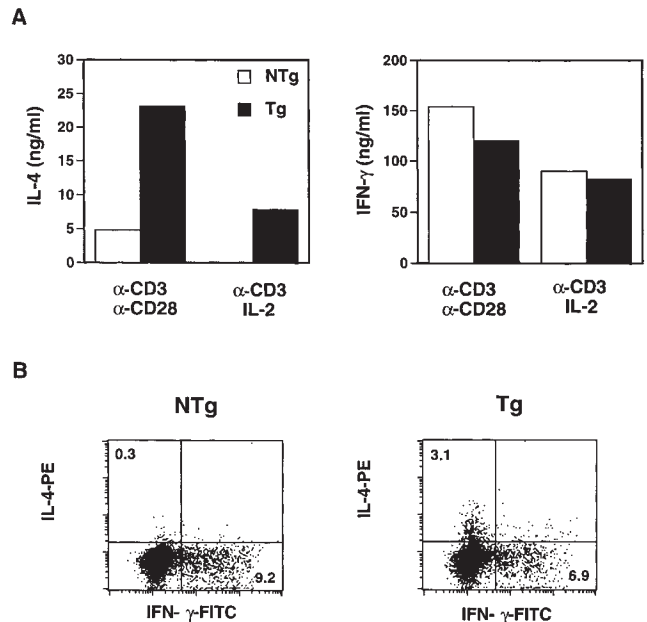 A
IL-4 (ng/ml)
30
25
20
15
10
5
0
NTg
Tg
α-CD3
α-CD28
α-CD3
IL-2
IFN-γ (ng/ml)
200
150
100
50
0
α-CD3
α-CD28
α-CD3
IL-2
B
NTg
IL-4-PE
0.3
9.2
IFN- γ-FITC
Tg
IL-4-PE
3.1
6.9
IFN- γ-FITC